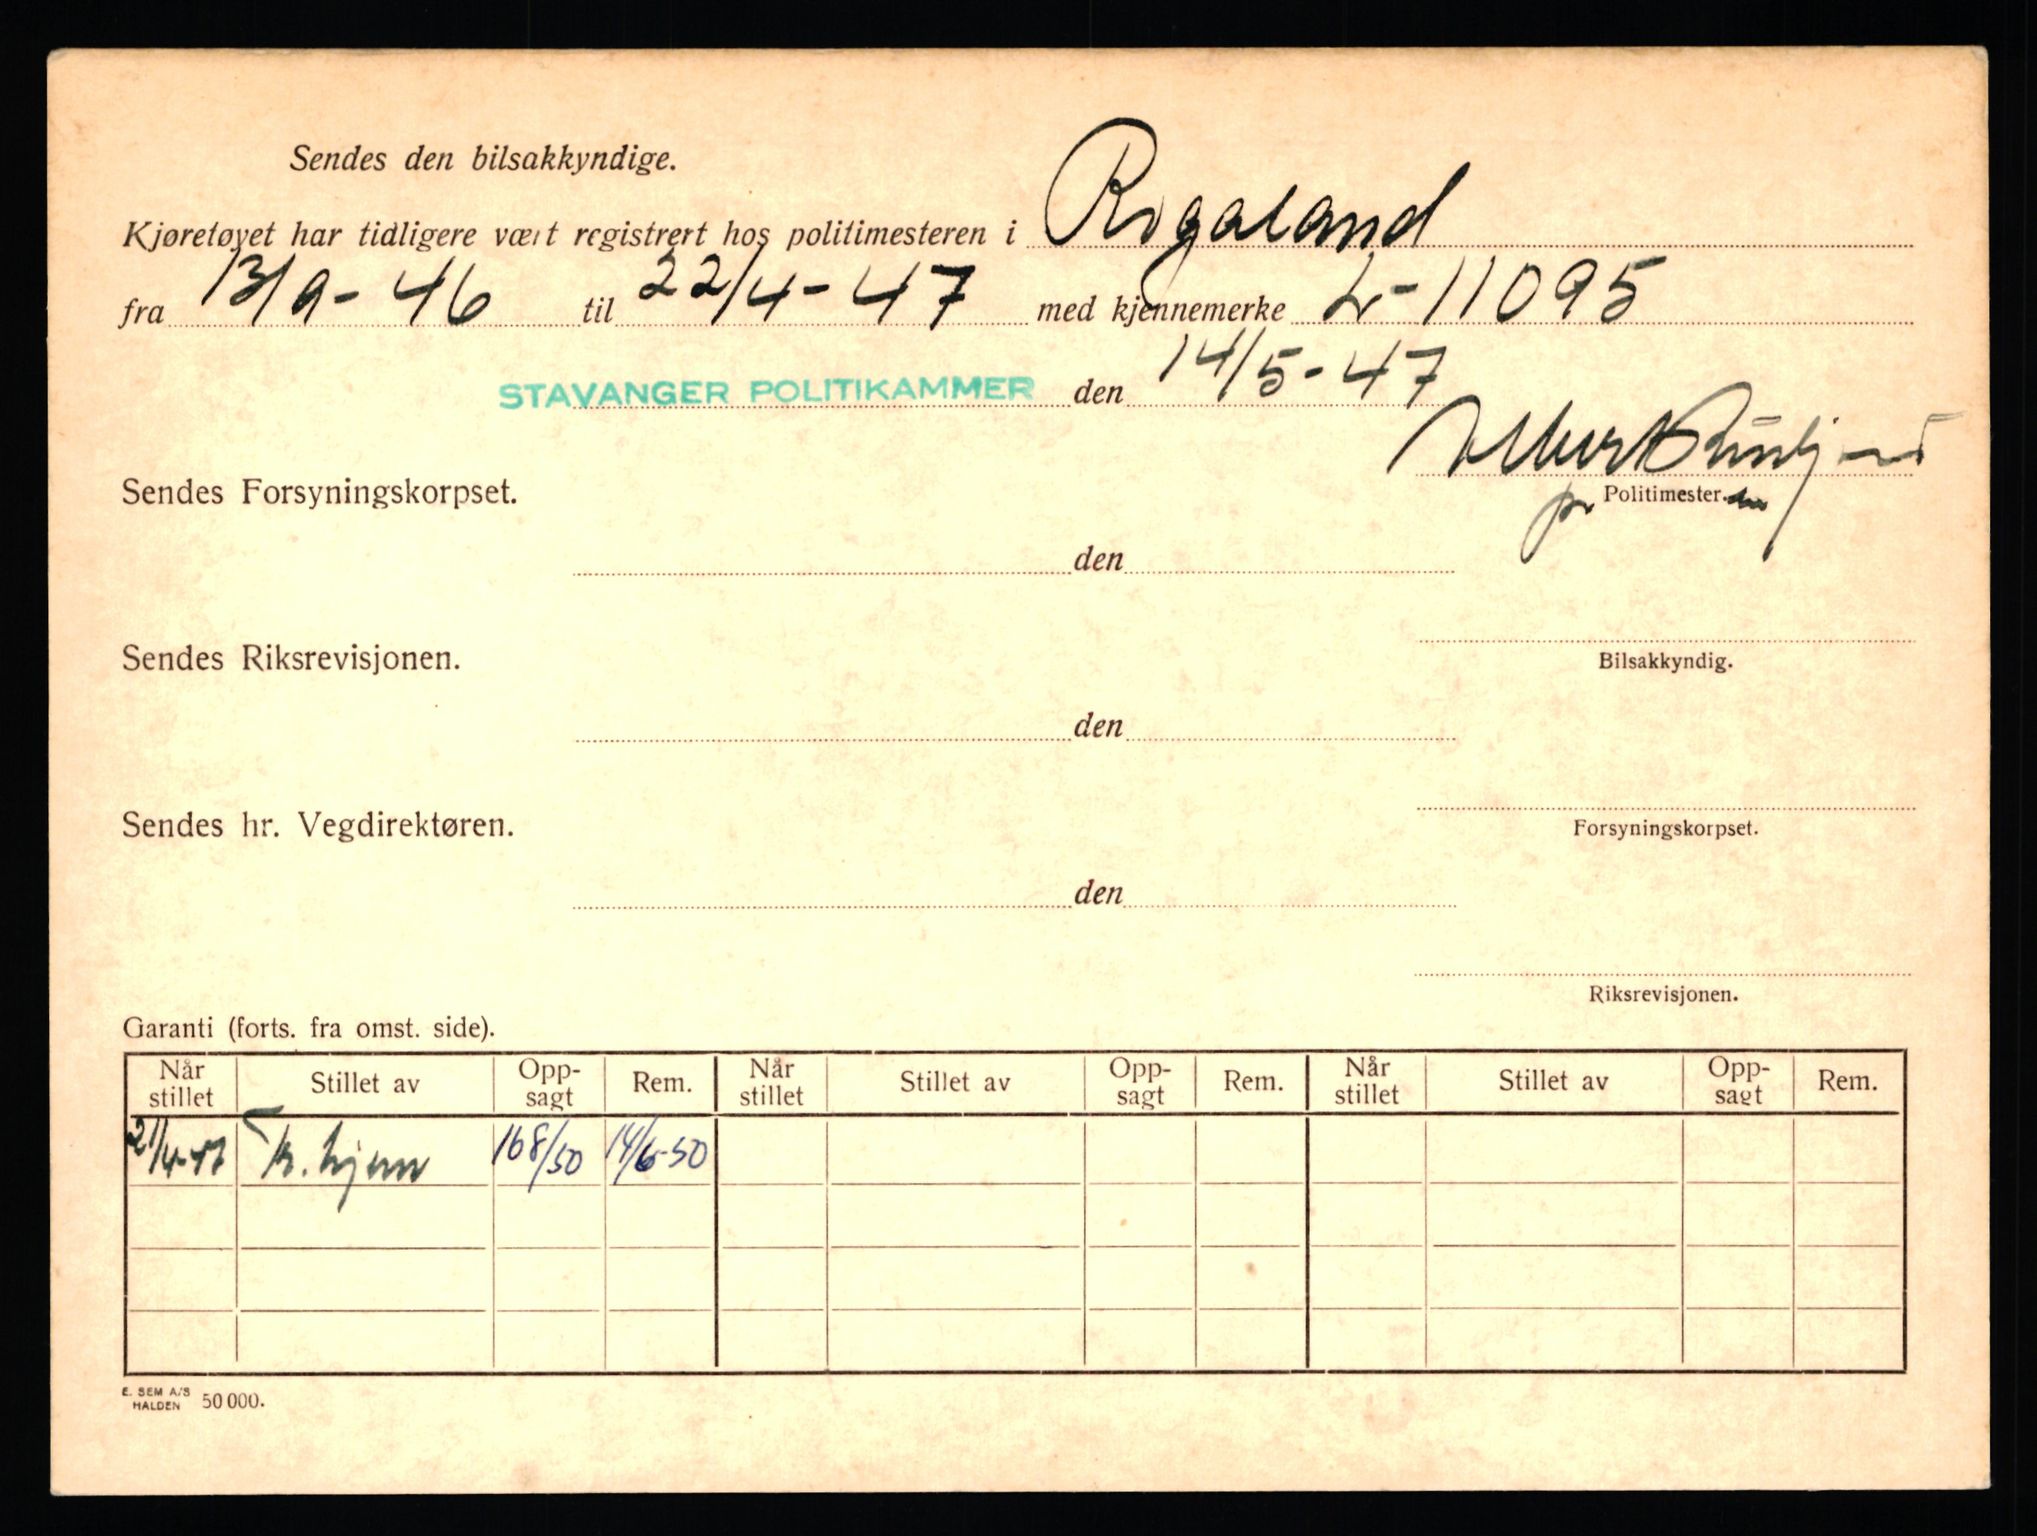 Sendes den bilsakkyndige.
Kjøretøyet har tidligere vært registrert hos politimesteren i Rogaland
fra 13/9-46 til 22/4-47 med kjennemerke L-11095
STAVANGER POLITIKAMMER den 14/5-47
Albert
Sendes Forsyningskorpset.
Politimester.
den
Sendes Riksrevisjonen.
Bilsakkyndig.
den
Sendes hr. Vegdirektøren.
Forsyningskorpset.
den
Riksrevisjonen.
Garanti (forts. fra omst. side).
Når stillet Stillet av Opp-sagt Rem. Når stillet Stillet av Opp-sagt Rem. Når stillet Stillet av Opp-sagt Rem.
21/4-47 168/50 14/6-50
E. SEM A/S
HALDEN 50000.